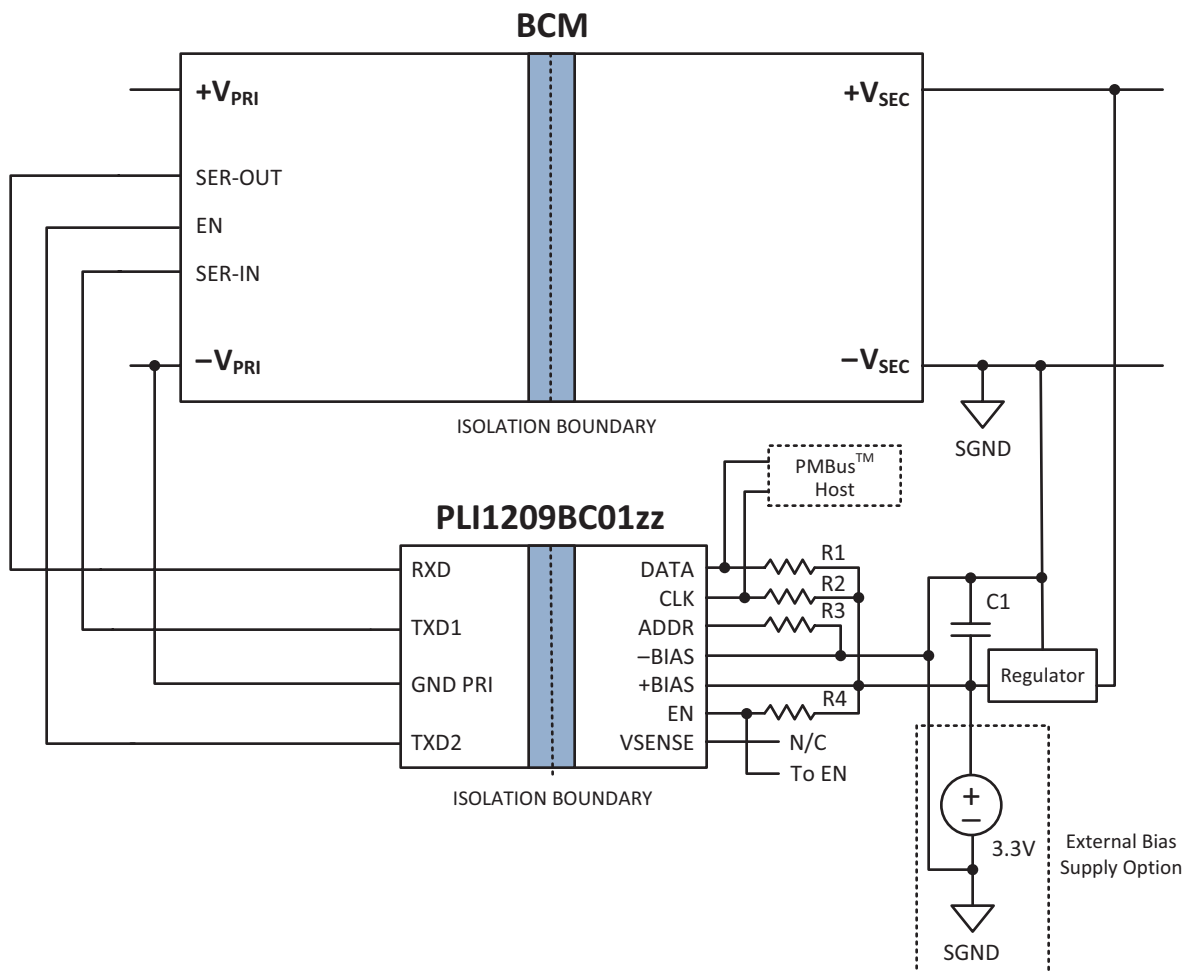 BCM
+VPRI
+VSEC
SER-OUT
EN
SER-IN
–VPRI
–VSEC
ISOLATION BOUNDARY
SGND
PMBus™
Host
PLI1209BC01zz
RXD
TXD1
GND PRI
TXD2
DATA
CLK
ADDR
–BIAS
+BIAS
EN
VSENSE
R1
R2
R3
R4
C1
Regulator
N/C
To EN
ISOLATION BOUNDARY
+
–
3.3V
External Bias
Supply Option
SGND